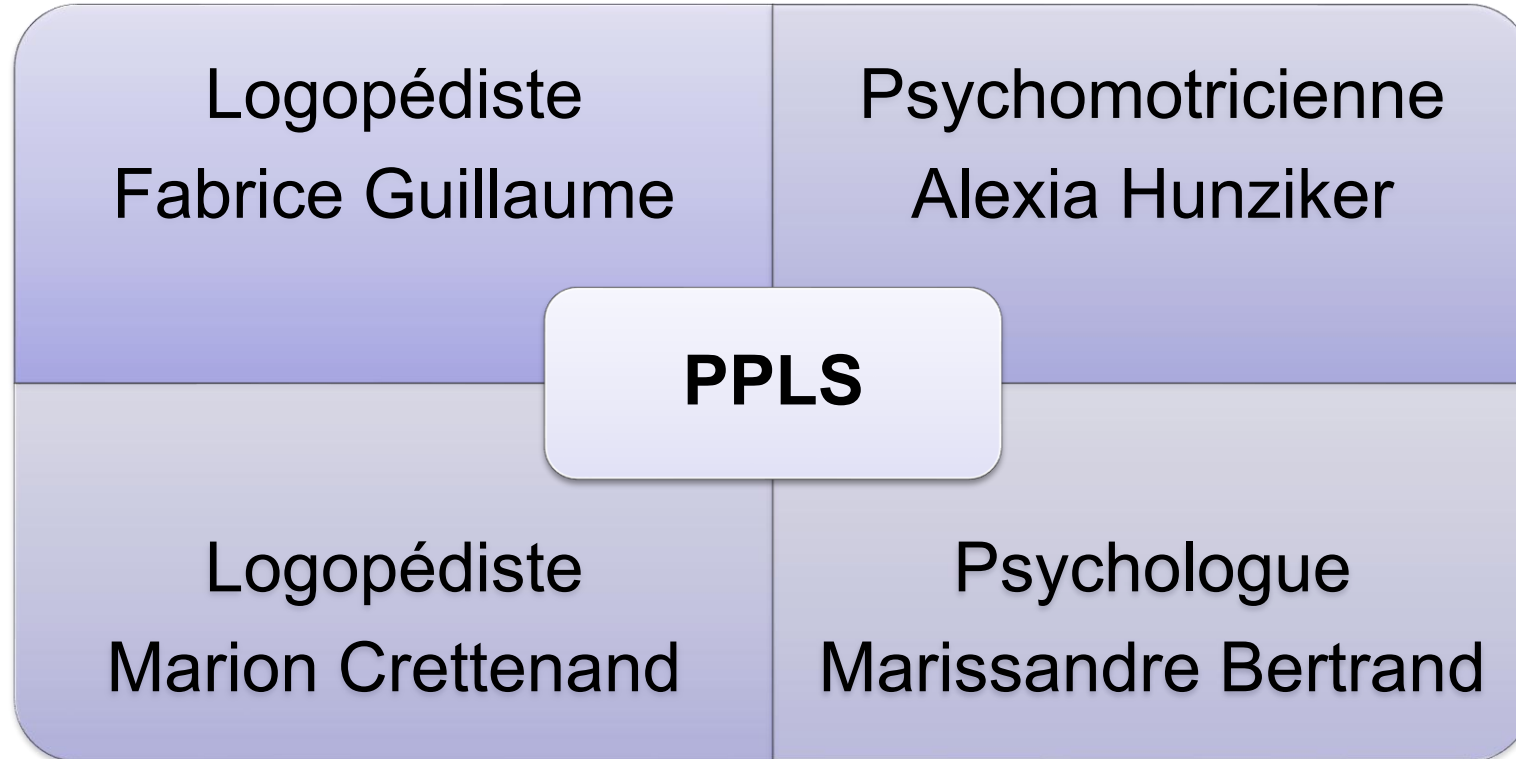 Logopédiste
Fabrice Guillaume
Psychomotricienne
Alexia Hunziker
PPLS
Logopédiste
Marion Crettenand
Psychologue
Marissandre Bertrand